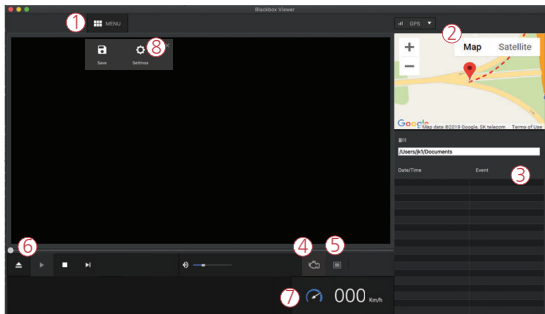 Blackbox Viewer
1
MENU
GPS
8
Save
Settings
2
Map
Satellite
Google
Map data ©2019 Google, SK telecom
Terms of Use
/Users/jk1/Documents
Date/Time
Event
3
6
4
5
7
000 Km/h